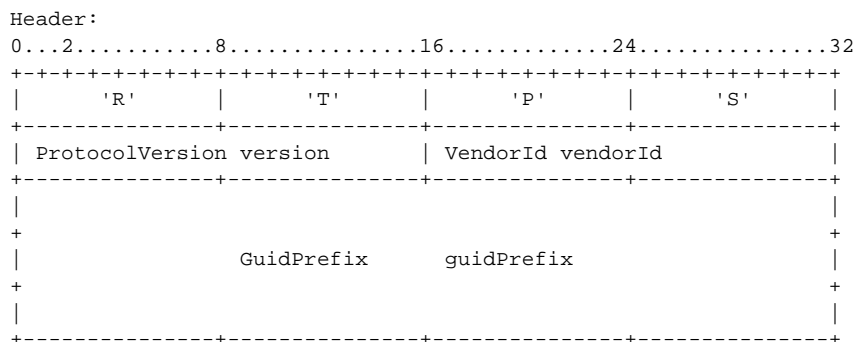 Header:
0...2...........8...............16.............24...............32
+-+-+-+-+-+-+-+-+-+-+-+-+-+-+-+-+-+-+-+-+-+-+-+-+-+-+-+-+-+-+-+-+
| 'R' | 'T' | 'P' | 'S' |
+---------------+---------------+---------------+---------------+
| ProtocolVersion version | VendorId vendorId |
+---------------+---------------+---------------+---------------+
| |
+ +
| GuidPrefix guidPrefix |
+ +
| |
+---------------+---------------+---------------+---------------+